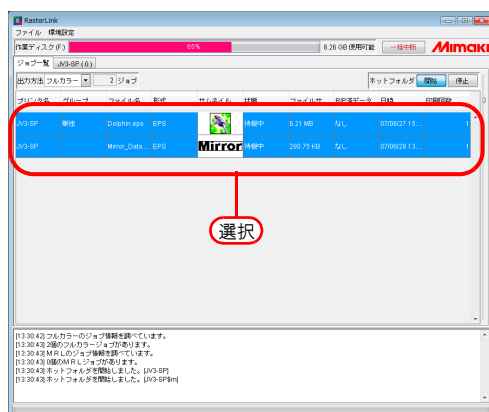 RasterLink
ファイル 環境設定
作業ディスク(F:) 65% 8.26 GB 使用可能 一括中断 Mimaki
ジョブ一覧 JV3-SP ( 0 )
出力方法 フルカラー 2 ジョブ ホットフォルダ 開始 停止
プリンタ名 グループ ファイル名 形式 サムネイル 状態 ファイルサ... RIP済データ 日時 印刷回数
JV3-SP 単独 Dolphin.eps EPS 待機中 6.21 MB なし 07/06/27 15:... 1
JV3-SP Mirror_Data... EPS Mirror 待機中 280.75 KB なし 07/06/28 13:... 1
選択
[13:30:42] フルカラーのジョブ情報を調べています。
[13:30:43] 2個のフルカラージョブがあります。
[13:30:43] ＭＲＬのジョブ情報を調べています。
[13:30:43] 0個のＭＲＬジョブがあります。
[13:30:43] ホットフォルダを開始しました。[JV3-SP]
[13:30:43] ホットフォルダを開始しました。[JV3-SP$m]